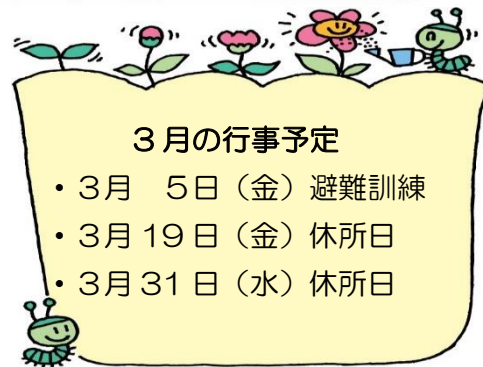 ３月の行事予定
・３月　５日（金）避難訓練
・３月 19 日（金）休所日
・３月 31 日（水）休所日